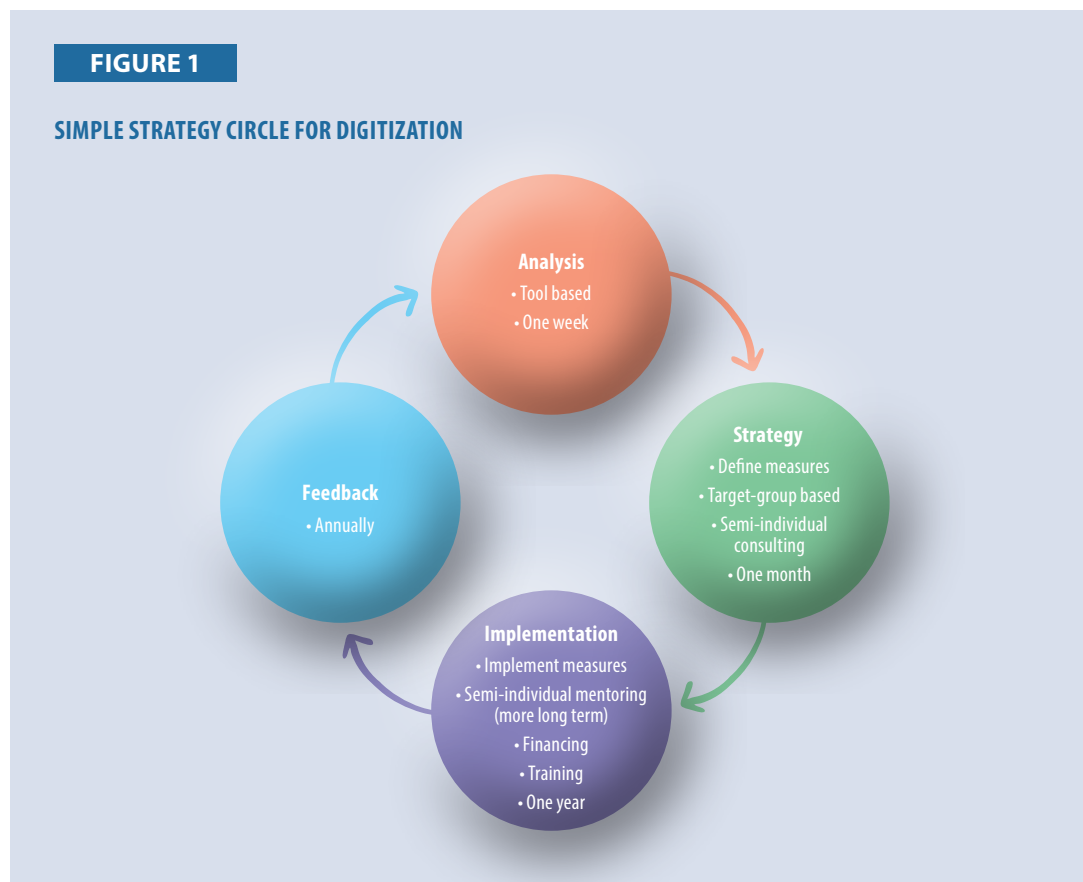 FIGURE 1
SIMPLE STRATEGY CIRCLE FOR DIGITIZATION
Analysis
• Tool based
• One week
Strategy
• Define measures
• Target-group based
• Semi-individual
consulting
• One month
Implementation
• Implement measures
• Semi-individual mentoring
(more long term)
• Financing
• Training
• One year
Feedback
• Annually